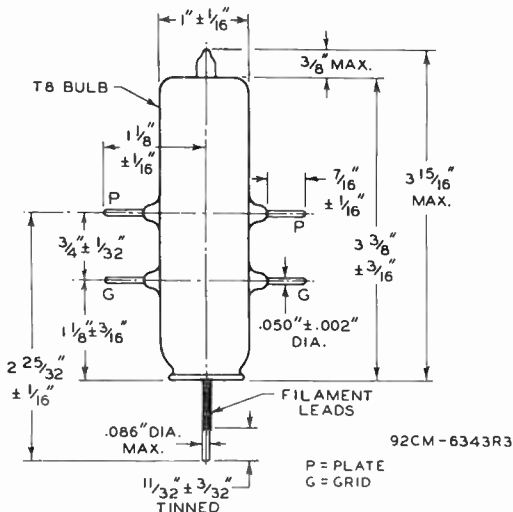 1" ± 1/16"
3/8" MAX.
T8 BULB
1 1/8"
± 1/16"
7/16"
± 1/16"
3 15/16"
MAX.
P
P
3/4" ± 1/32"
3 3/8"
± 3/16"
G
G
1 1/8" ± 3/16"
.050" ± .002"
DIA.
2 25/32"
± 1/16"
FILAMENT
LEADS
.086" DIA.
MAX.
92CM-6343R3
P = PLATE
G = GRID
11/32" ± 3/32"
TINNED